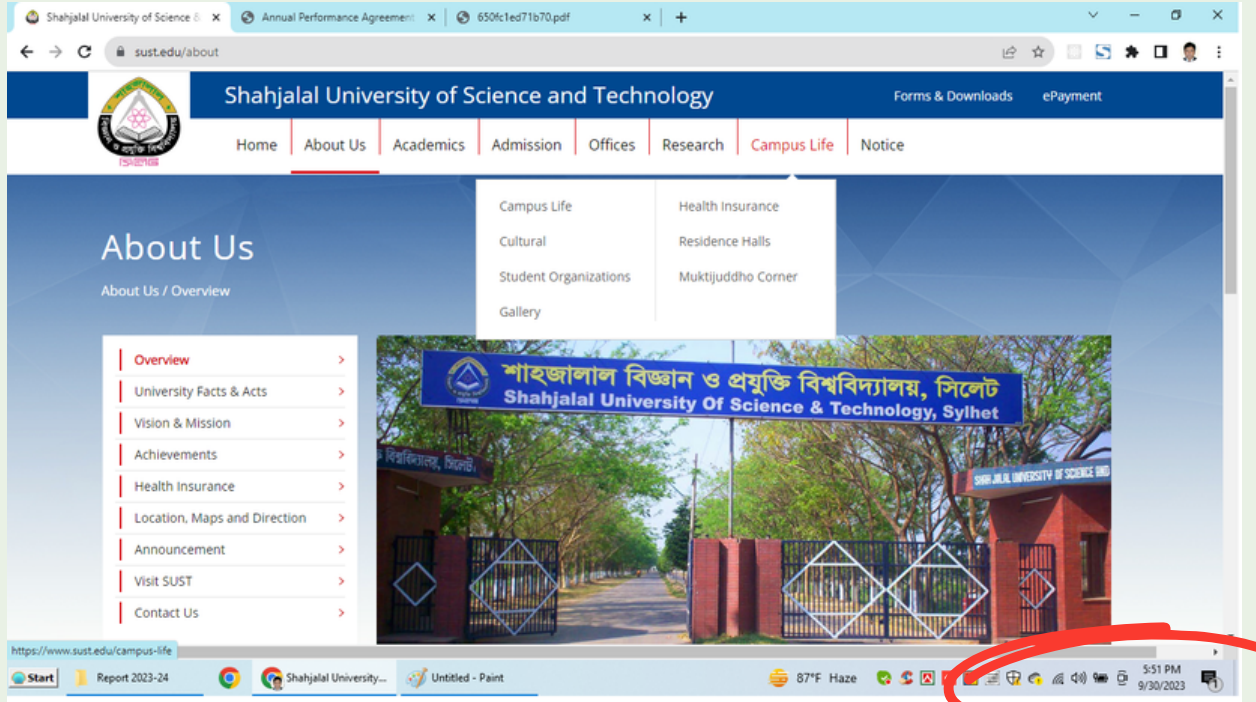 Shahjalal University of Science &
Annual Performance Agreement
650fc1ed71b70.pdf
sust.edu/about
Shahjalal University of Science and Technology
Forms & Downloads
ePayment
Home
About Us
Academics
Admission
Offices
Research
Campus Life
Notice
Campus Life
Health Insurance
Cultural
Residence Halls
Student Organizations
Muktijuddho Corner
Gallery
About Us
About Us / Overview
Overview
University Facts & Acts
Vision & Mission
Achievements
Health Insurance
Location, Maps and Direction
Announcement
Visit SUST
Contact Us
শাহজালাল বিজ্ঞান ও প্রযুক্তি বিশ্ববিদ্যালয়, সিলেট
Shahjalal University Of Science & Technology, Sylhet
বিশ্ববিদ্যালয়, সিলেট।
SHAH JALAL UNIVERSITY OF SCIENCE AND
https://www.sust.edu/campus-life
Start
Report 2023-24
Shahjalal University...
Untitled - Paint
87°F Haze
5:51 PM
9/30/2023